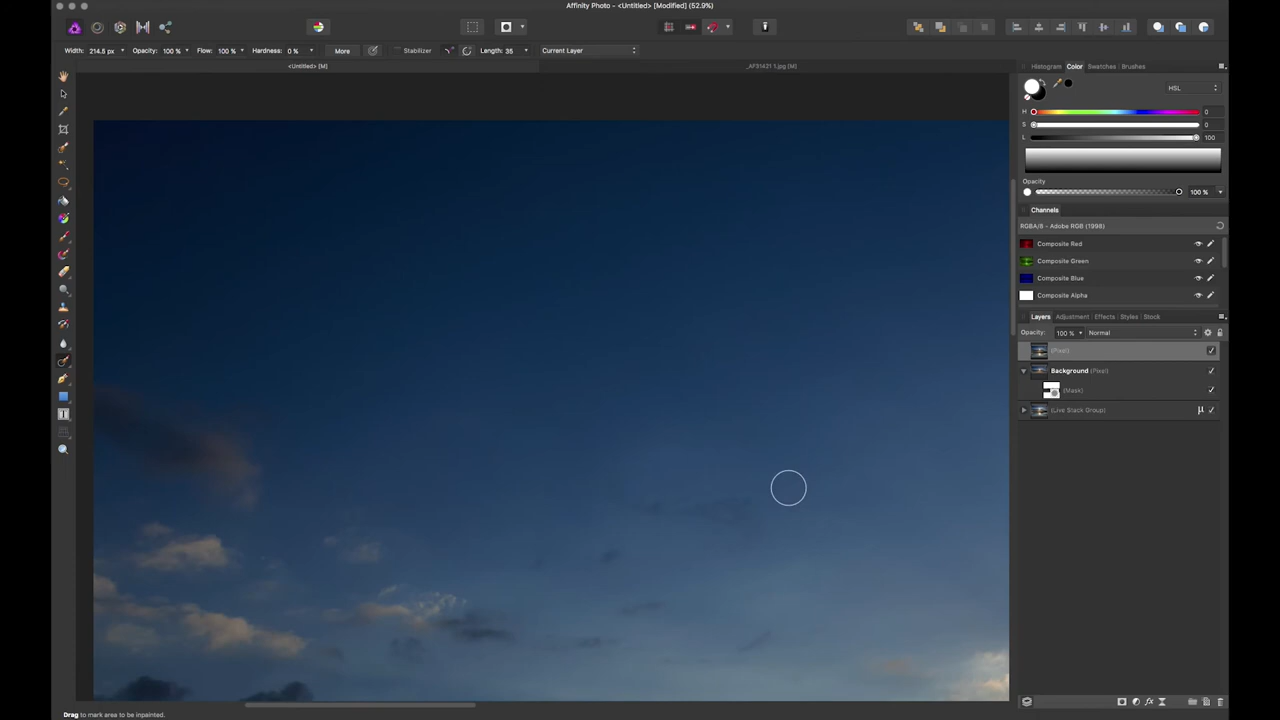 Affinity Photo - <Untitled> [Modified] (52.9%)
Width: 214.5 px Opacity: 100 % Flow: 100 % Hardness: 0 % More Stabilizer Length: 35 Current Layer
<Untitled> [M] _AF31421 1.jpg [M]
Histogram Color Swatches Brushes
HSL
H 0
S 0
L 100
Opacity
100 %
Channels
RGBA/8 - Adobe RGB (1998)
Composite Red
Composite Green
Composite Blue
Composite Alpha
Layers Adjustment Effects Styles Stock
Opacity: 100 % Normal
(Pixel)
Background (Pixel)
(Mask)
(Live Stack Group)
Drag to mark area to be inpainted.